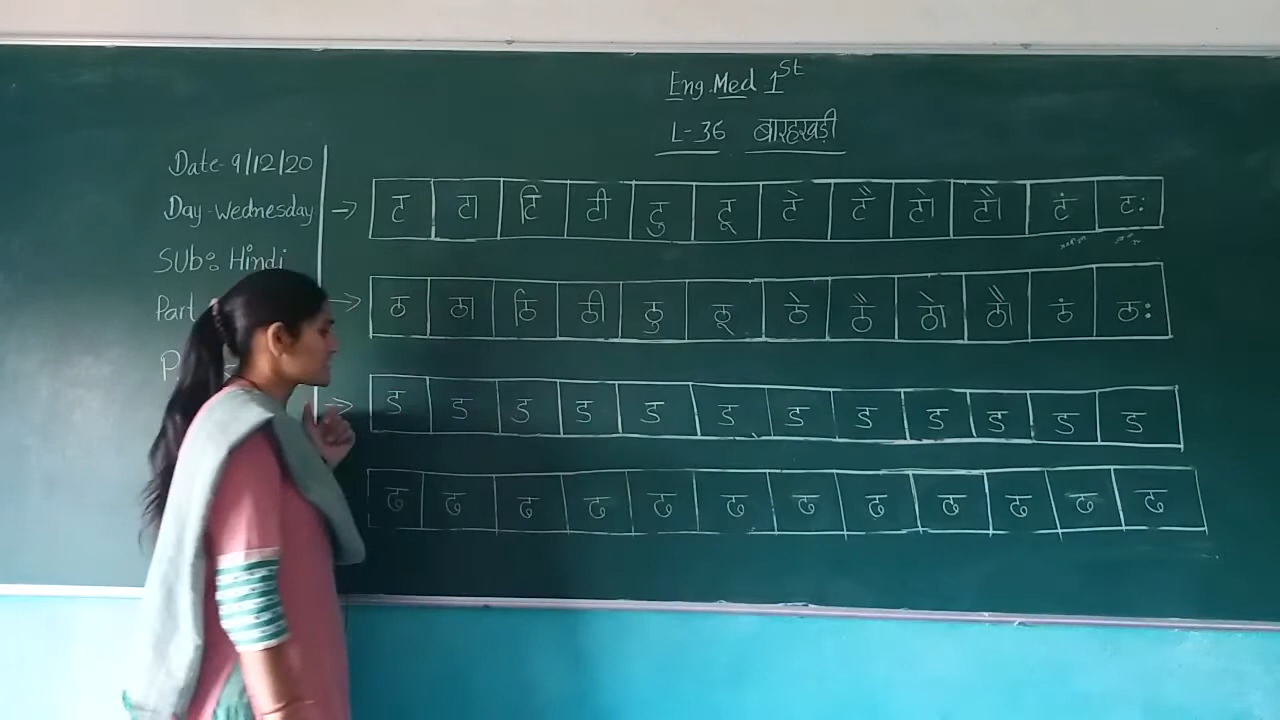 Eng.Med 1st
L-36 बारहखड़ी
Date-9/12/20
Day-Wednesday
SUb: Hindi
Part
→ ट टा टि टी टु टू टे टै टो टौ टं टः
→ ठ ठा ठि ठी ठु ठू ठे ठै ठो ठौ ठं ठः
→ ड ड ड ड ड ड ड ड ड ड ड ड
ढ ढ ढ ढ ढ ढ ढ ढ ढ ढ ढ ढ